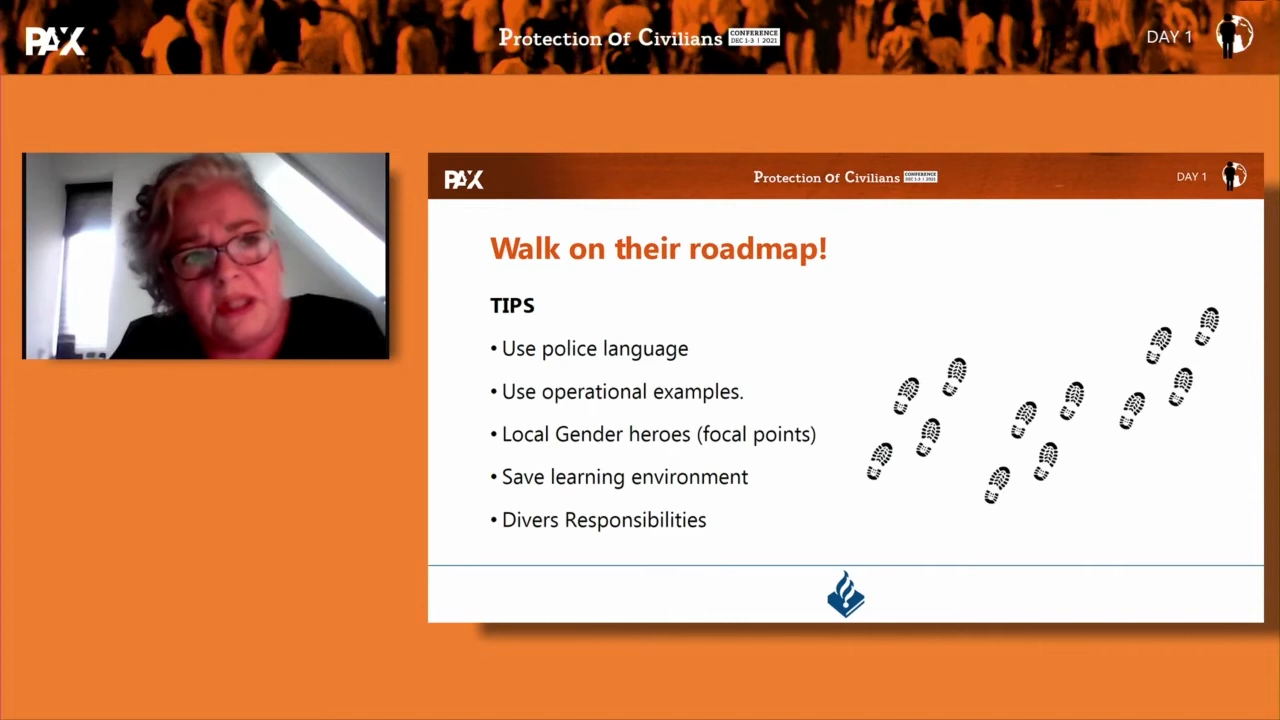 PAX
Protection Of Civilians
CONFERENCE
DEC 1-3 | 2021
DAY 1
PAX
Protection Of Civilians
CONFERENCE
DEC 1-3 | 2021
DAY 1
Walk on their roadmap!
TIPS
• Use police language
• Use operational examples.
• Local Gender heroes (focal points)
• Save learning environment
• Divers Responsibilities